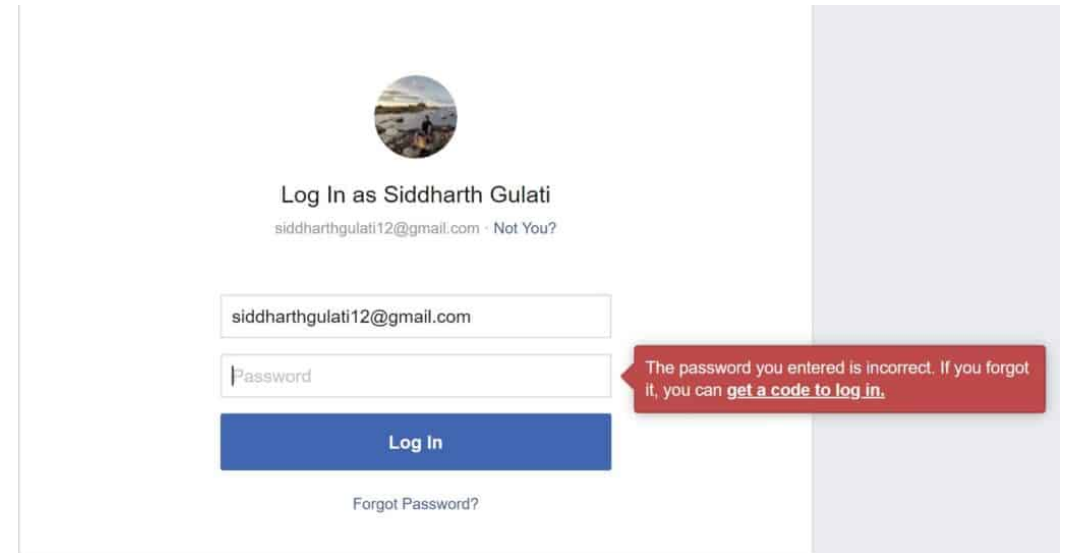 Log In as Siddharth Gulati
siddharthgulati12@gmail.com · Not You?
siddharthgulati12@gmail.com
Password
The password you entered is incorrect. If you forgot
it, you can get a code to log in.
Log In
Forgot Password?